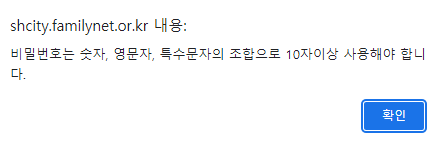 shcity.familynet.or.kr 내용:
비밀번호는 숫자, 영문자, 특수문자의 조합으로 10자이상 사용해야 합니
다.
확인